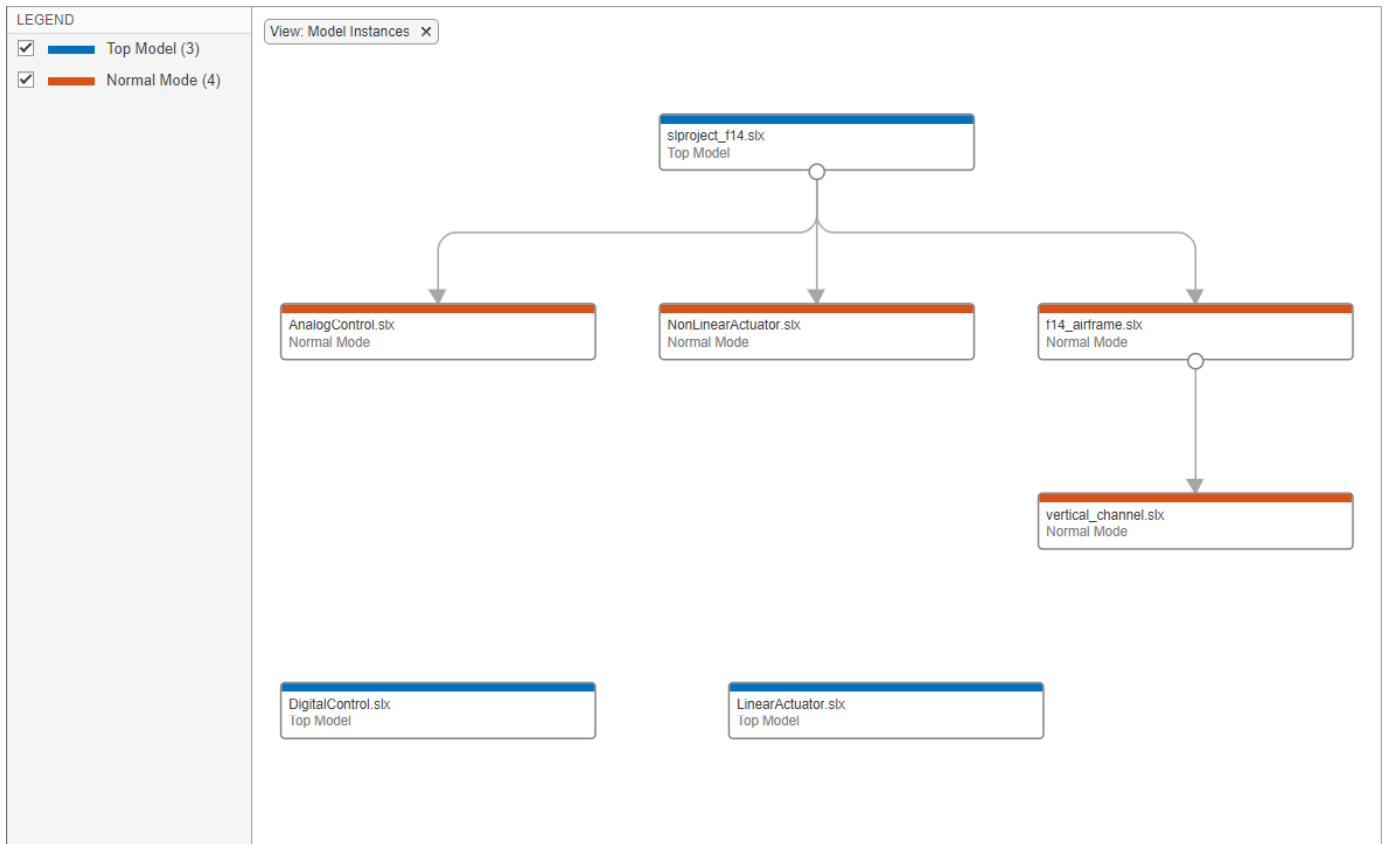 LEGEND
Top Model (3)
Normal Mode (4)
View: Model Instances
slproject_f14.slx
Top Model
AnalogControl.slx
Normal Mode
NonLinearActuator.slx
Normal Mode
f14_airframe.slx
Normal Mode
vertical_channel.slx
Normal Mode
DigitalControl.slx
Top Model
LinearActuator.slx
Top Model